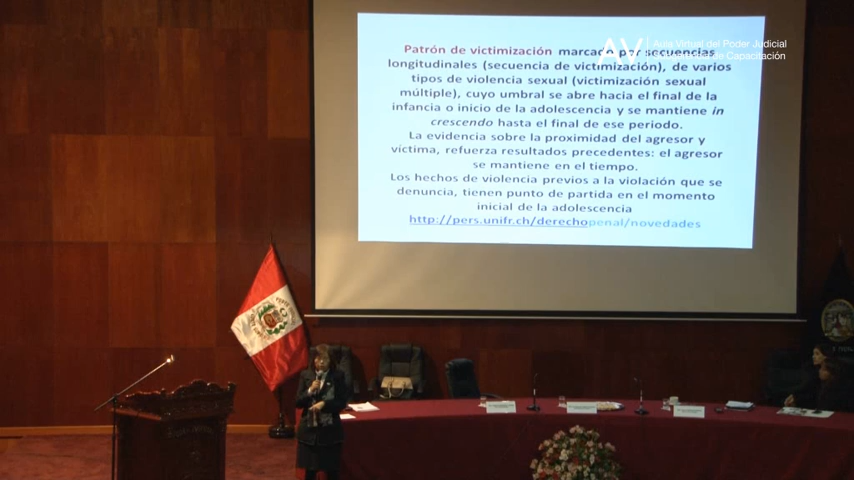 AV
Aula Virtual del Poder Judicial
de Capacitación
Patrón de victimización marcado por secuencias
longitudinales (secuencia de victimización), de varios
tipos de violencia sexual (victimización sexual
múltiple), cuyo umbral se abre hacia el final de la
infancia o inicio de la adolescencia y se mantiene in
crescendo hasta el final de ese periodo.
La evidencia sobre la proximidad del agresor y
víctima, refuerza resultados precedentes: el agresor
se mantiene en el tiempo.
Los hechos de violencia previos a la violación que se
denuncia, tienen punto de partida en el momento
inicial de la adolescencia
http://pers.unifr.ch/derechopenal/novedades